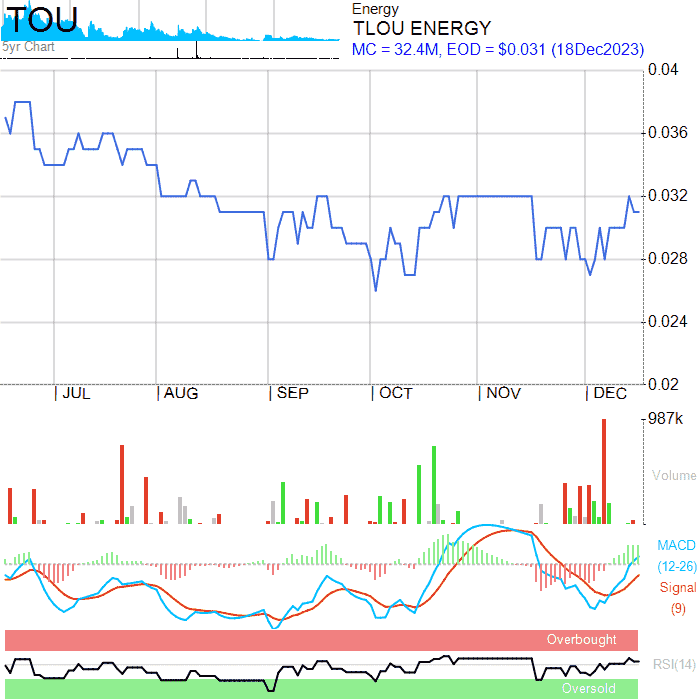 TOU
5yr Chart
Energy
TLOU ENERGY
MC = 32.4M, EOD = $0.031 (18Dec2023)
0.04
0.036
0.032
0.028
0.024
0.02
| JUL | AUG | SEP | OCT | NOV | DEC
987k
Volume
MACD
(12-26)
Signal
(9)
Overbought
RSI(14)
Oversold